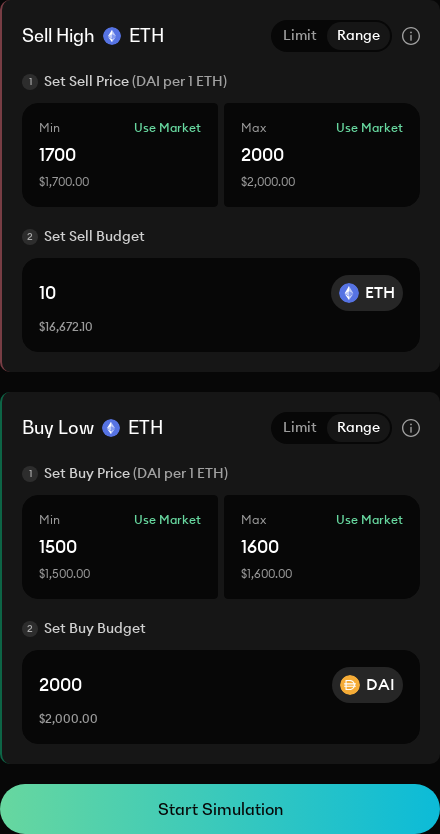 Sell High ETH Limit Range
1 Set Sell Price (DAI per 1 ETH)
Min Use Market Max Use Market
1700 2000
$1,700.00 $2,000.00
2 Set Sell Budget
10 ETH
$16,672.10
Buy Low ETH Limit Range
1 Set Buy Price (DAI per 1 ETH)
Min Use Market Max Use Market
1500 1600
$1,500.00 $1,600.00
2 Set Buy Budget
2000 DAI
$2,000.00
Start Simulation